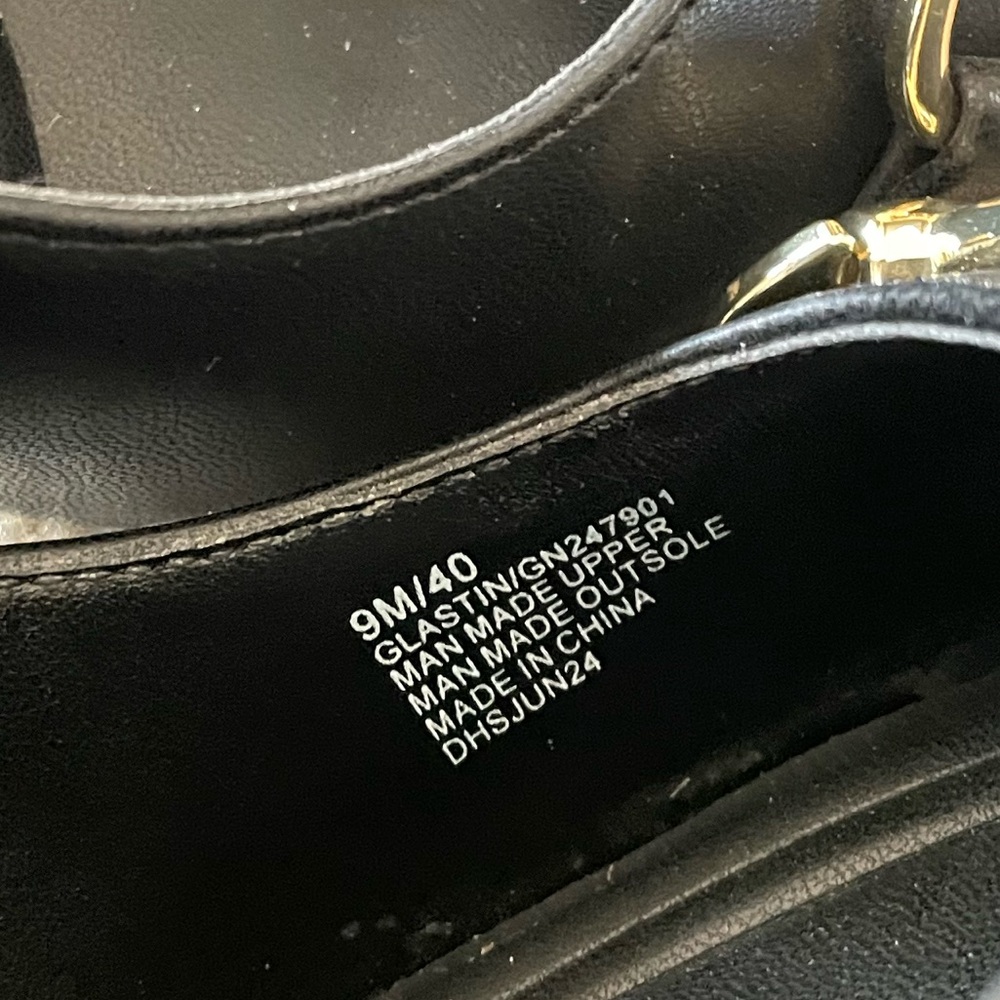 9M/40
GLASTIN/GN247901
MAN MADE UPPER
MAN MADE OUTSOLE
MADE IN CHINA
DHSJUN24